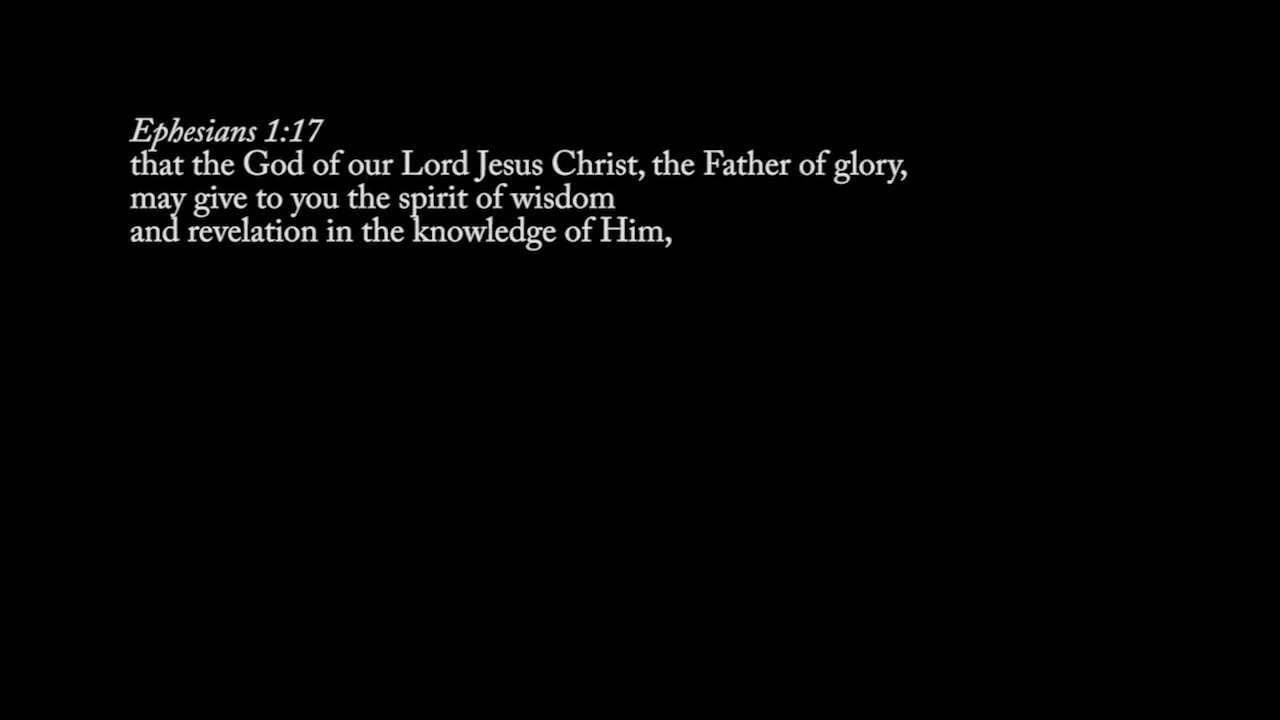 Ephesians 1:17
that the God of our Lord Jesus Christ, the Father of glory,
may give to you the spirit of wisdom
and revelation in the knowledge of Him,